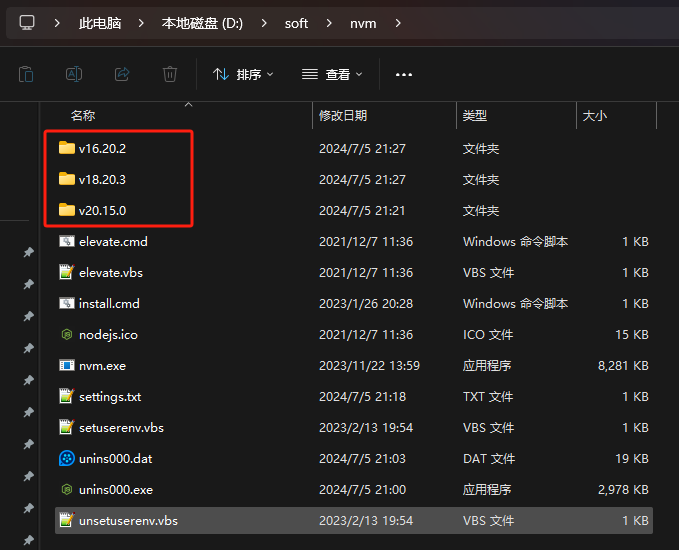 此电脑 本地磁盘 (D:) soft nvm
排序 查看
名称 修改日期 类型 大小
v16.20.2 2024/7/5 21:27 文件夹
v18.20.3 2024/7/5 21:27 文件夹
v20.15.0 2024/7/5 21:21 文件夹
elevate.cmd 2021/12/7 11:36 Windows 命令脚本 1 KB
elevate.vbs 2021/12/7 11:36 VBS 文件 1 KB
install.cmd 2023/1/26 20:28 Windows 命令脚本 1 KB
nodejs.ico 2021/12/7 11:36 ICO 文件 15 KB
nvm.exe 2023/11/22 13:59 应用程序 8,281 KB
settings.txt 2024/7/5 21:18 TXT 文件 1 KB
setuserenv.vbs 2023/2/13 19:54 VBS 文件 1 KB
unins000.dat 2024/7/5 21:03 DAT 文件 19 KB
unins000.exe 2024/7/5 21:00 应用程序 2,978 KB
unsetuserenv.vbs 2023/2/13 19:54 VBS 文件 1 KB